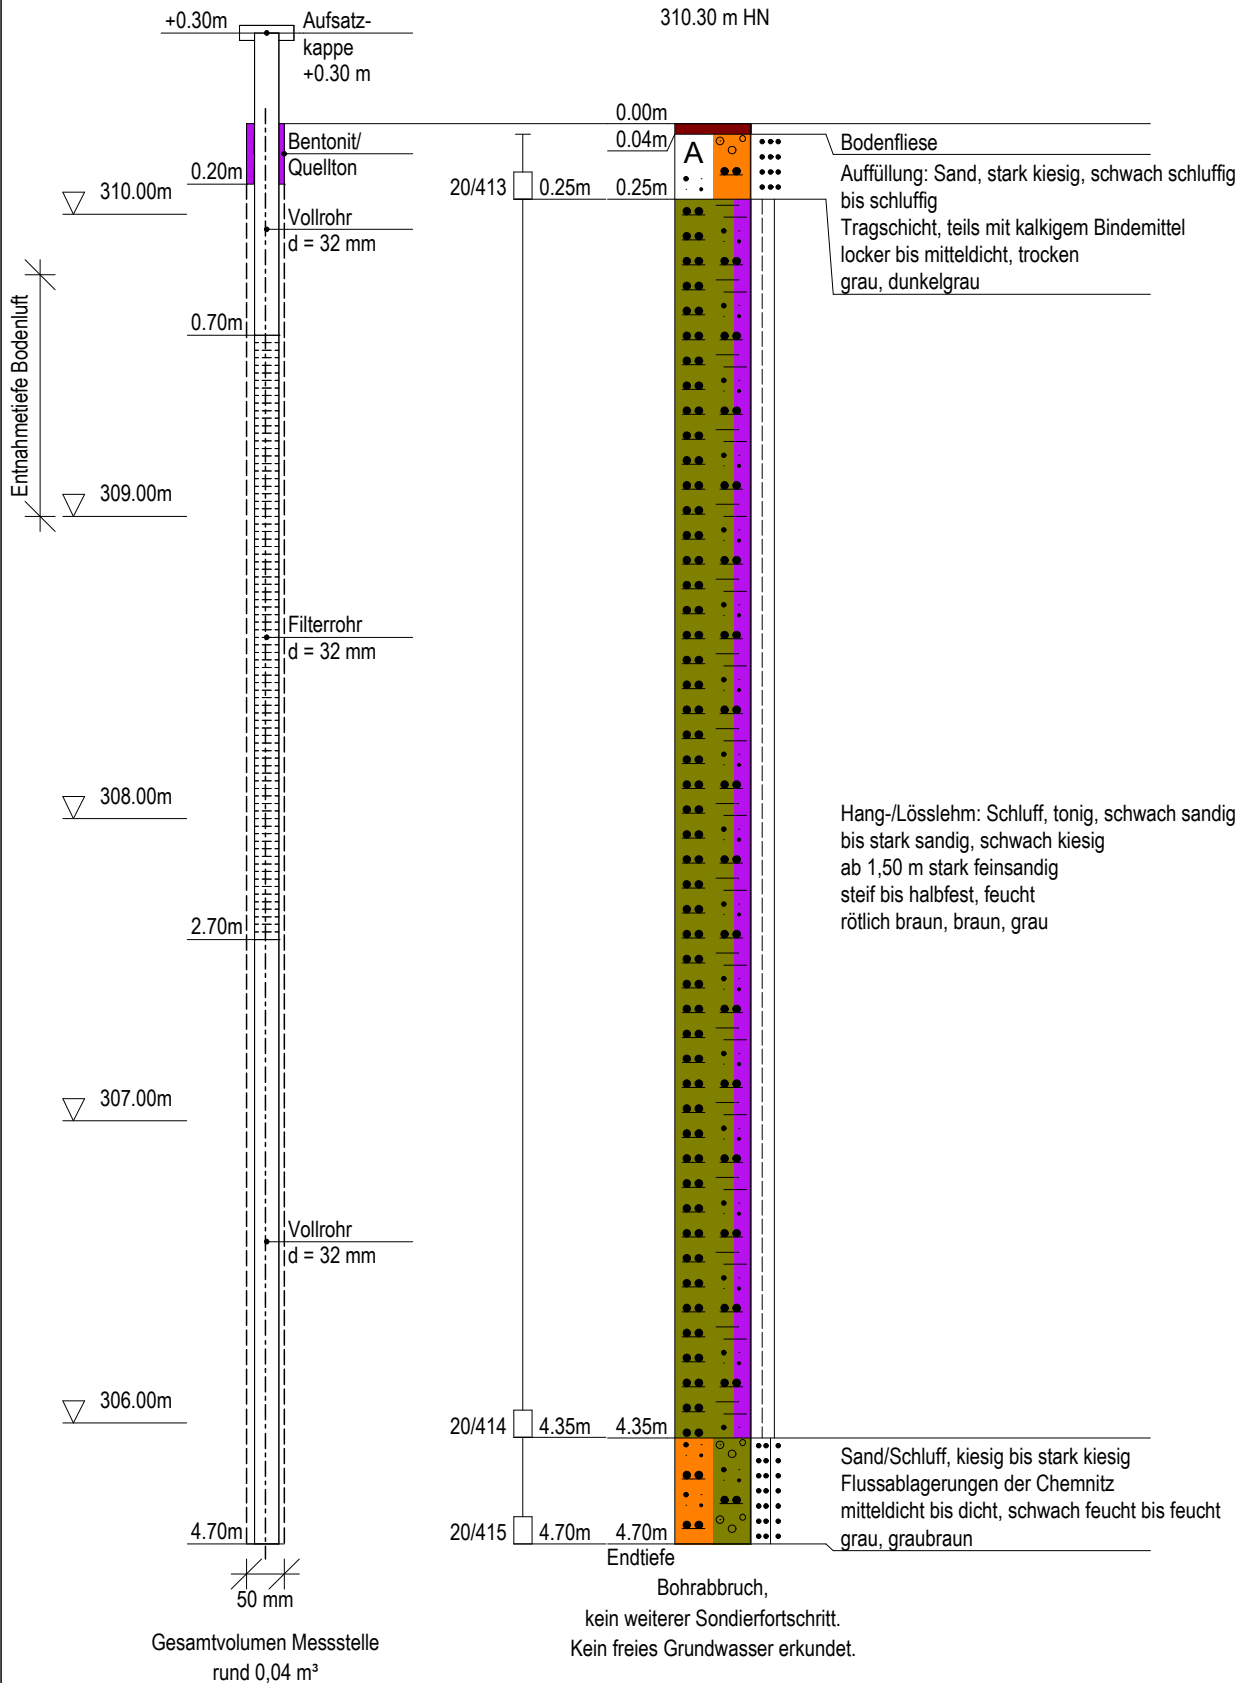 310.30 m HN
+0.30m
Aufsatz-
kappe
+0.30 m
Bentonit/
Quellton
0.20m
310.00m
Vollrohr
d = 32 mm
Entnahmetiefe Bodenluft
0.70m
309.00m
Filterrohr
d = 32 mm
308.00m
2.70m
307.00m
Vollrohr
d = 32 mm
306.00m
4.70m
50 mm
Gesamtvolumen Messstelle
rund 0,04 m³
0.00m
0.04m
A
20/413
0.25m
0.25m
Bodenfliese
Auffüllung: Sand, stark kiesig, schwach schluffig
bis schluffig
Tragschicht, teils mit kalkigem Bindemittel
locker bis mitteldicht, trocken
grau, dunkelgrau
Hang-/Lösslehm: Schluff, tonig, schwach sandig
bis stark sandig, schwach kiesig
ab 1,50 m stark feinsandig
steif bis halbfest, feucht
rötlich braun, braun, grau
20/414
4.35m
4.35m
Sand/Schluff, kiesig bis stark kiesig
Flussablagerungen der Chemnitz
mitteldicht bis dicht, schwach feucht bis feucht
grau, graubraun
20/415
4.70m
4.70m
Endtiefe
Bohrabbruch,
kein weiterer Sondierfortschritt.
Kein freies Grundwasser erkundet.